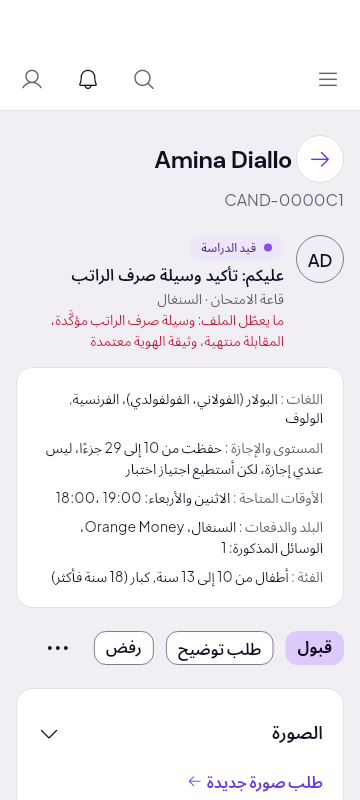 Amina Diallo
CAND-0000C1
AD
قيد الدراسة
عليكم: تأكيد وسيلة صرف الراتب
قاعة الامتحان · السنغال
ما يعطّل الملف: وسيلة صرف الراتب مؤكَّدة،
المقابلة منتهية، وثيقة الهوية معتمدة
اللغات : البولار (الفولاني، الفولفولدي)، الفرنسية,
الولوف
المستوى والإجازة : حفظت من 10 إلى 29 جزءًا، ليس
عندي إجازة، لكن أستطيع اجتياز اختبار
الأوقات المتاحة : الاثنين والأربعاء: 19:00 ،18:00
البلد والدفعات : السنغال، Orange Money،
الوسائل المذكورة: 1
الفئة : أطفال من 10 إلى 13 سنة, كبار (18 سنة فأكثر)
قبول
طلب توضيح
رفض
الصورة
طلب صورة جديدة ←